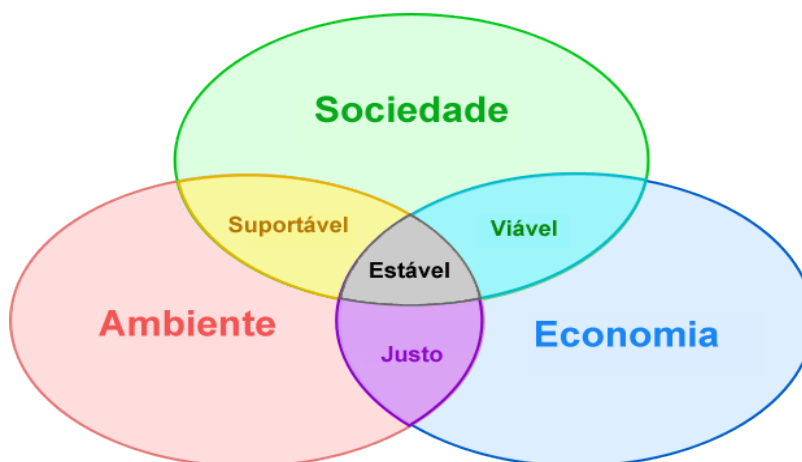 Sociedade
Suportável
Viável
Estável
Ambiente
Economia
Justo